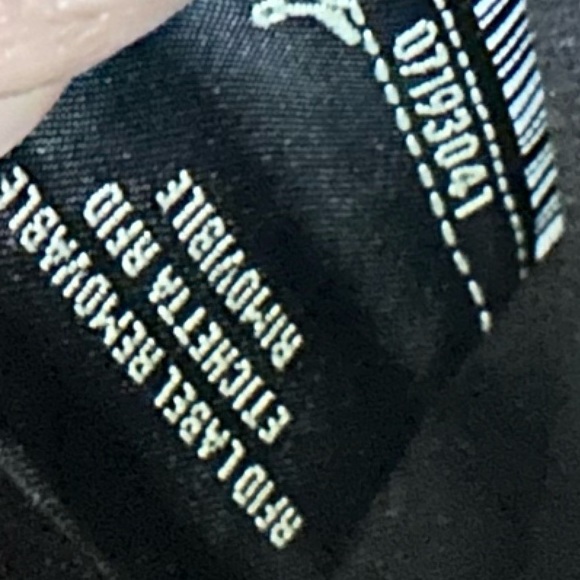 07193041
RFID LABEL REMOVABLE
ETICHETTA RFID
RIMOVIBILE